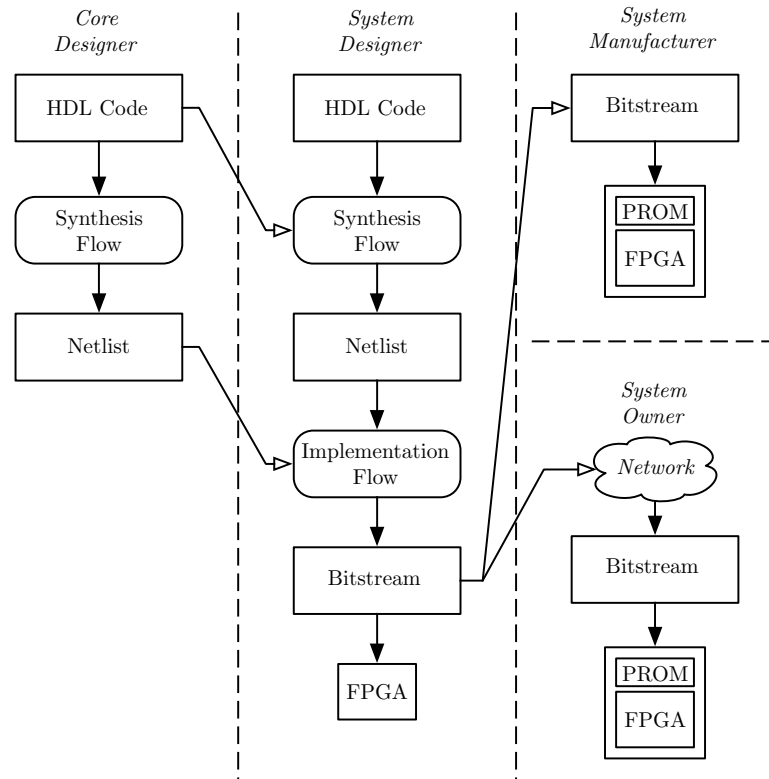 Core
Designer
HDL Code
Synthesis
Flow
Netlist
System
Designer
HDL Code
Synthesis
Flow
Netlist
Implementation
Flow
Bitstream
FPGA
System
Manufacturer
Bitstream
PROM
FPGA
System
Owner
Network
Bitstream
PROM
FPGA